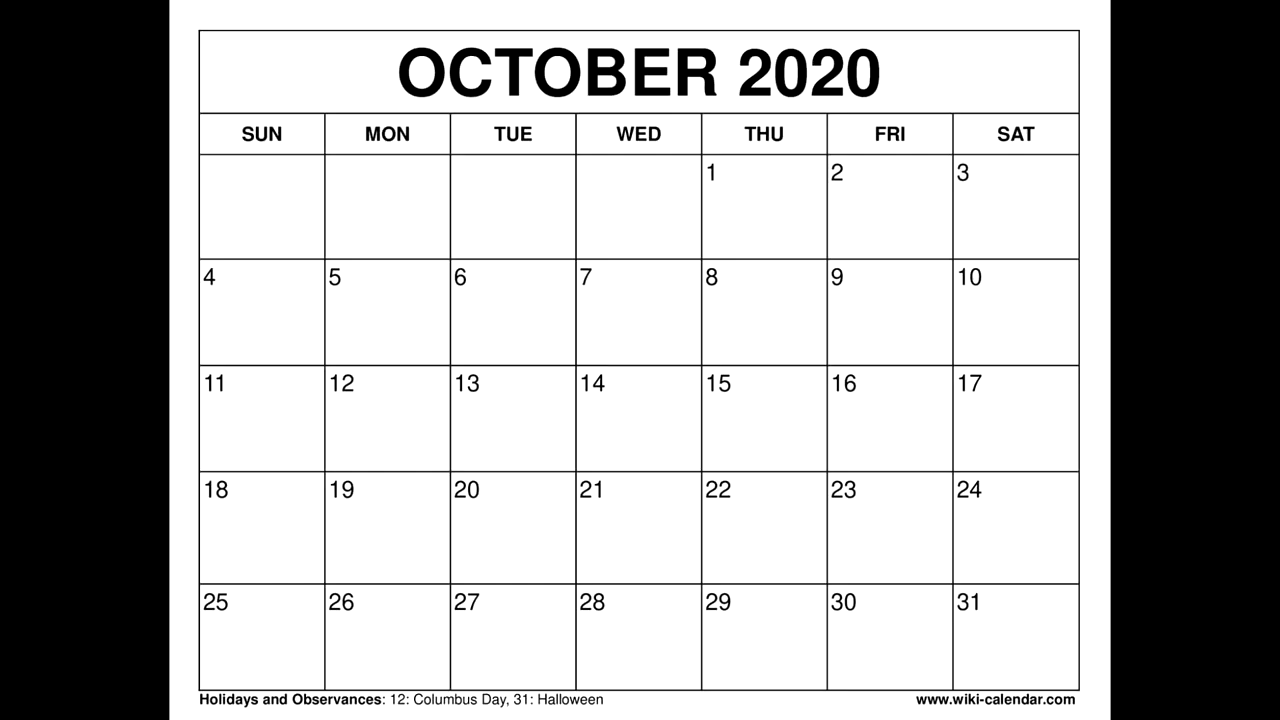 OCTOBER 2020
SUN MON TUE WED THU FRI SAT
1 2 3
4 5 6 7 8 9 10
11 12 13 14 15 16 17
18 19 20 21 22 23 24
25 26 27 28 29 30 31
Holidays and Observances: 12: Columbus Day, 31: Halloween www.wiki-calendar.com